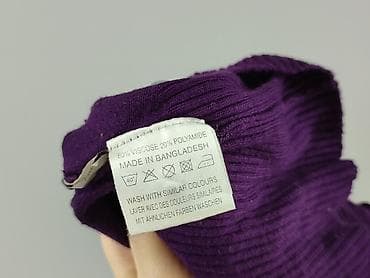 80% VISCOSE 20% POLYAMIDE
MADE IN BANGLADESH
40°
WASH WITH SIMILAR COLOURS
LAVER AVEC DES COULEURS SIMILAIRES
MIT ÄHNLICHEN FARBEN WASCHEN